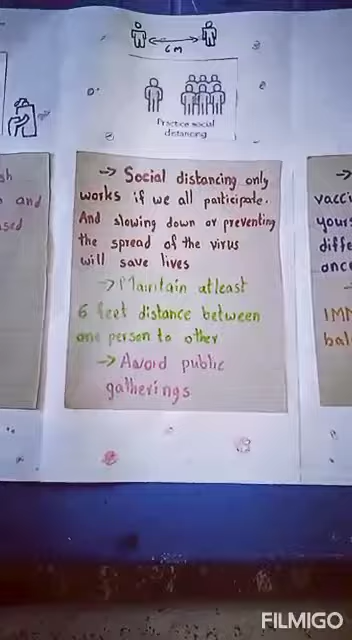 6M
Practice social
distancing
→ Social distancing only
works if we all participate.
And slowing down or preventing
the spread of the virus
will save lives
→ Maintain atleast
6 feet distance between
one person to other
→ Avoid public
gatherings
and
→
vacci
yours
diffe
once
IMM
bal
FILMIGO